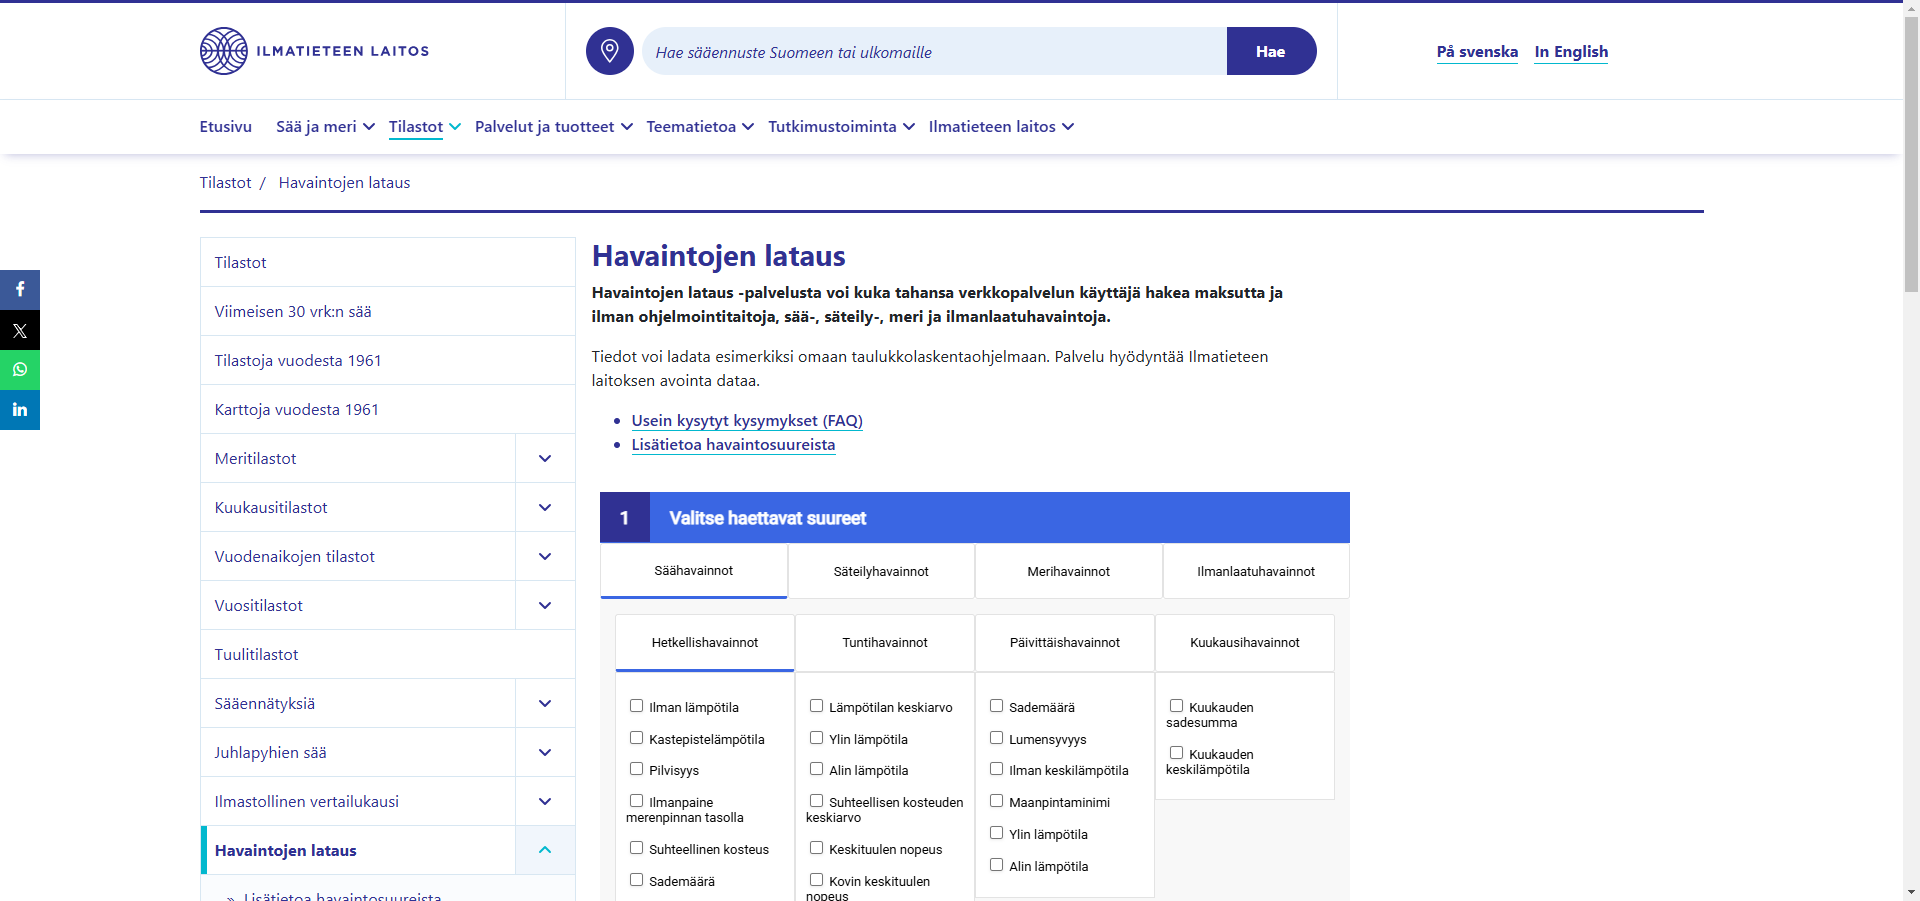 ILMATIETEEN LAITOS
Hae sääennuste Suomeen tai ulkomaille
Hae
På svenska
In English
Etusivu
Sää ja meri
Tilastot
Palvelut ja tuotteet
Teematietoa
Tutkimustoiminta
Ilmatieteen laitos
Tilastot / Havaintojen lataus
Tilastot
Viimeisen 30 vrk:n sää
Tilastoja vuodesta 1961
Karttoja vuodesta 1961
Meritilastot
Kuukausitilastot
Vuodenaikojen tilastot
Vuositilastot
Tuulitilastot
Sääennätyksiä
Juhlapyhien sää
Ilmastollinen vertailukausi
Havaintojen lataus
» Lisätietoa havaintosuureista
Havaintojen lataus
Havaintojen lataus -palvelusta voi kuka tahansa verkkopalvelun käyttäjä hakea maksutta ja
ilman ohjelmointitaitoja, sää-, säteily-, meri ja ilmanlaatuhavaintoja.
Tiedot voi ladata esimerkiksi omaan taulukkolaskentaohjelmaan. Palvelu hyödyntää Ilmatieteen
laitoksen avointa dataa.
• Usein kysytyt kysymykset (FAQ)
• Lisätietoa havaintosuureista
1 Valitse haettavat suureet
Säähavainnot
Säteilyhavainnot
Merihavainnot
Ilmanlaatuhavainnot
Hetkellishavainnot
Ilman lämpötila
Kastepistelämpötila
Pilvisyys
Ilmanpaine
merenpinnan tasolla
Suhteellinen kosteus
Sademäärä
Tuntihavainnot
Lämpötilan keskiarvo
Ylin lämpötila
Alin lämpötila
Suhteellisen kosteuden
keskiarvo
Keskituulen nopeus
Kovin keskituulen
nopeus
Päivittäishavainnot
Sademäärä
Lumensyvyys
Ilman keskilämpötila
Maanpintaminimi
Ylin lämpötila
Alin lämpötila
Kuukausihavainnot
Kuukauden
sadesumma
Kuukauden
keskilämpötila